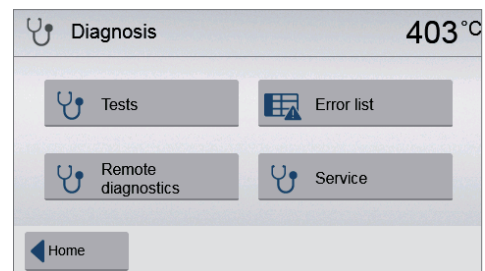 Diagnosis 403°C
Tests
Error list
Remote
diagnostics
Service
Home